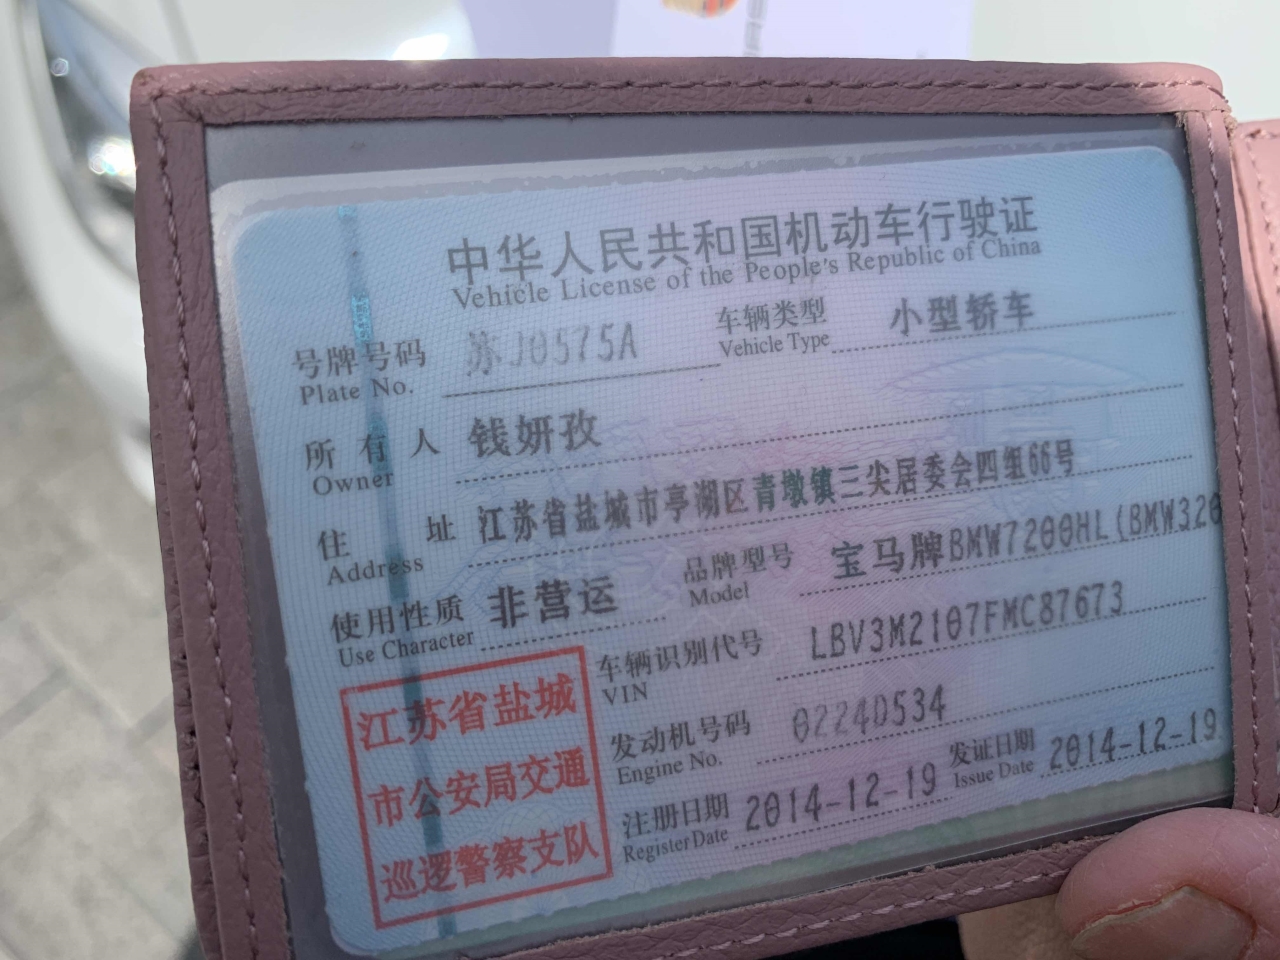 中华人民共和国机动车行驶证
Vehicle License of the People's Republic of China
号牌号码 苏J0575A 车辆类型 小型轿车
Plate No. Vehicle Type
所有人 钱妍孜
Owner
住址 江苏省盐城市亭湖区青墩镇三尖居委会四组66号
Address
使用性质 非营运 品牌型号 宝马牌BMW7200HL(BMW320
Use Character Model
车辆识别代号 LBV3M2107FMC87673
VIN
发动机号码 0224D534
Engine No.
注册日期 2014-12-19 发证日期 2014-12-19
Register Date Issue Date
江苏省盐城
市公安局交通
巡逻警察支队